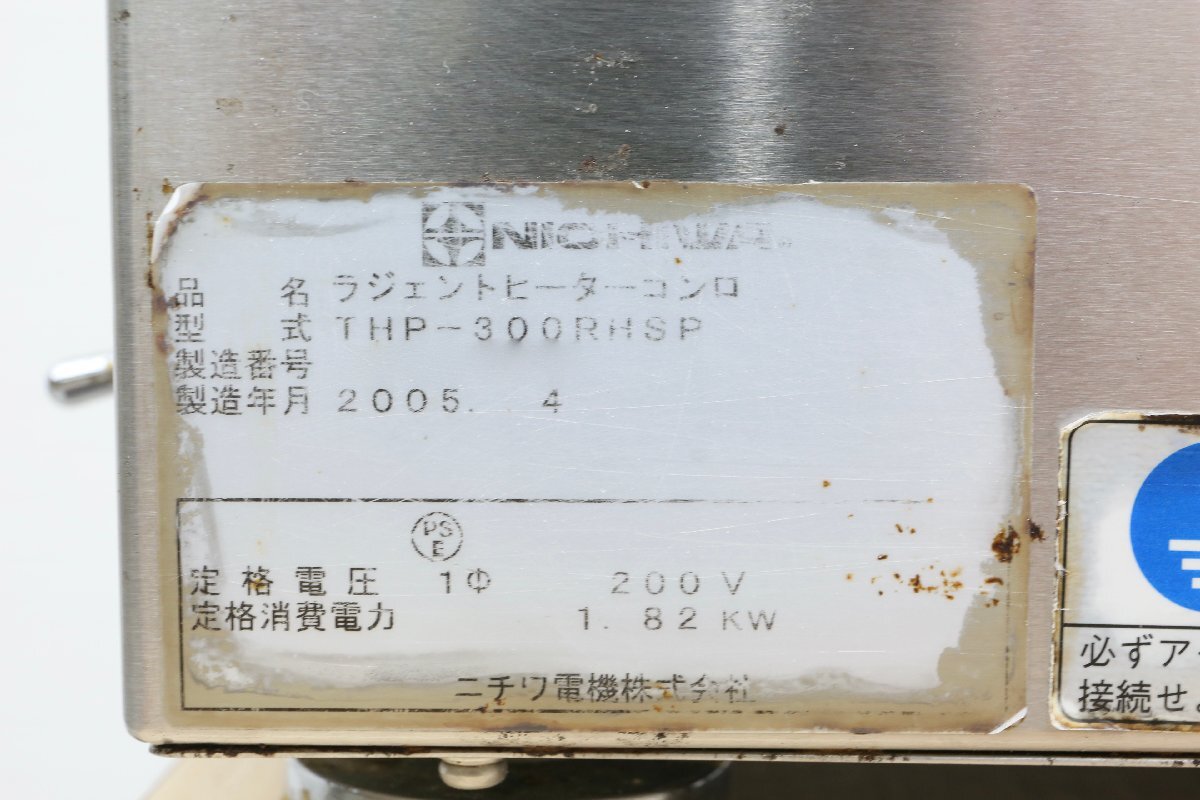 NICHIWA
品 名 ラジェントヒーターコンロ
型 式 THP-300RHSP
製造番号
製造年月 2005. 4
PS
E
定格電圧 1Φ 200V
定格消費電力 1.82KW
ニチワ電機株式会社
必ずア
接続せよ